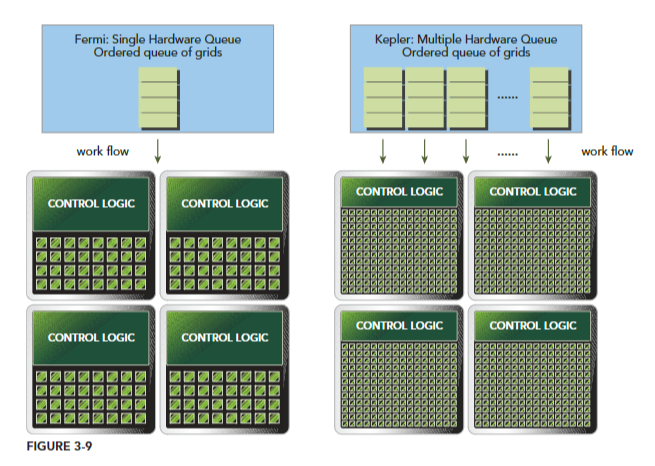 Fermi: Single Hardware Queue
Ordered queue of grids
Kepler: Multiple Hardware Queue
Ordered queue of grids
......
work flow
......
work flow
CONTROL LOGIC
CONTROL LOGIC
CONTROL LOGIC
CONTROL LOGIC
CONTROL LOGIC
CONTROL LOGIC
CONTROL LOGIC
CONTROL LOGIC
FIGURE 3-9